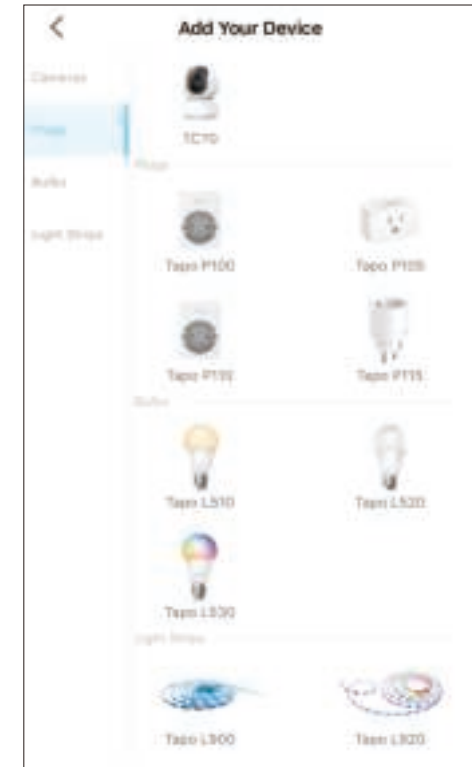 Add Your Device
Cameras
Plugs
Bulbs
Light Strips
TC70
Plugs
Tapo P100 Tapo P105
Tapo P110 Tapo P115
Bulbs
Tapo L510 Tapo L520
Tapo L530
Light Strips
Tapo L900 Tapo L920